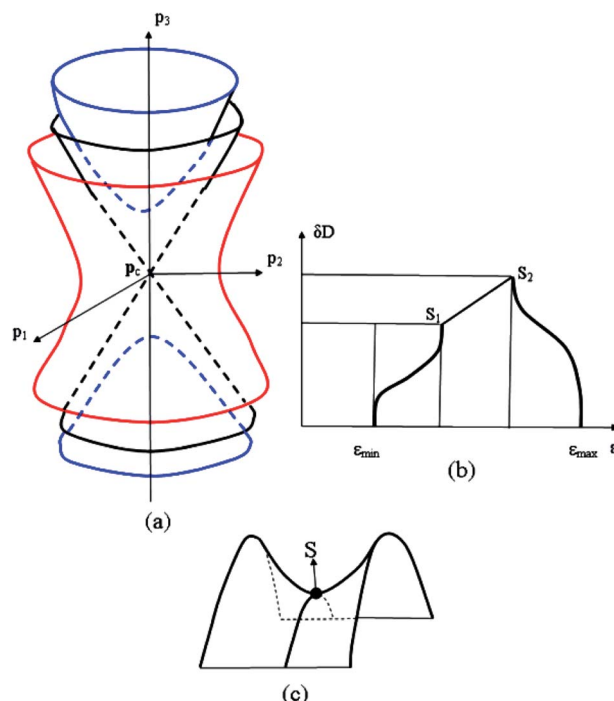 p₃
δD
p₂
S₂
p_c
S₁
p₁
ε_min
ε_max
ε
(b)
(a)
S
(c)